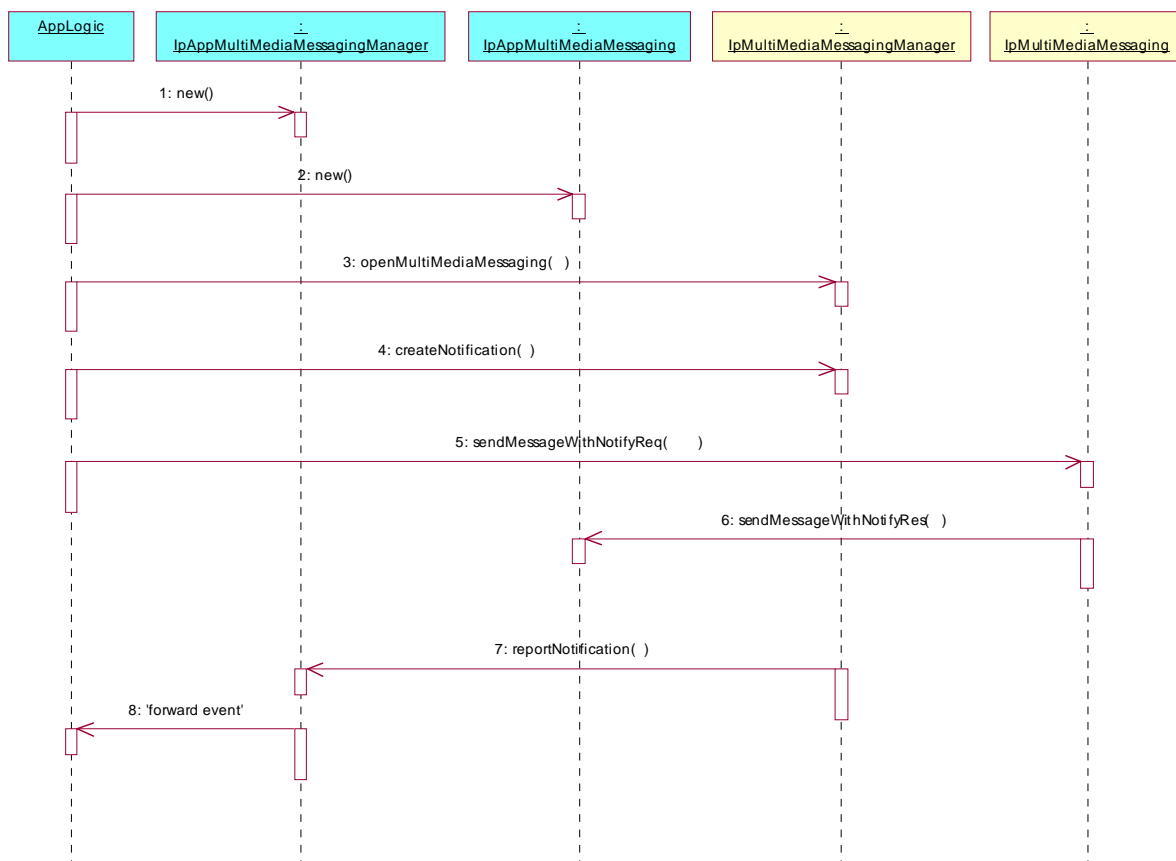 AppLogic
:
IpAppMultiMediaMessagingManager
:
IpAppMultiMediaMessaging
:
IpMultiMediaMessagingManager
:
IpMultiMediaMessaging
1: new()
2: new()
3: openMultiMediaMessaging( )
4: createNotification( )
5: sendMessageWithNotifyReq( )
6: sendMessageWithNotifyRes( )
7: reportNotification( )
8: 'forward event'